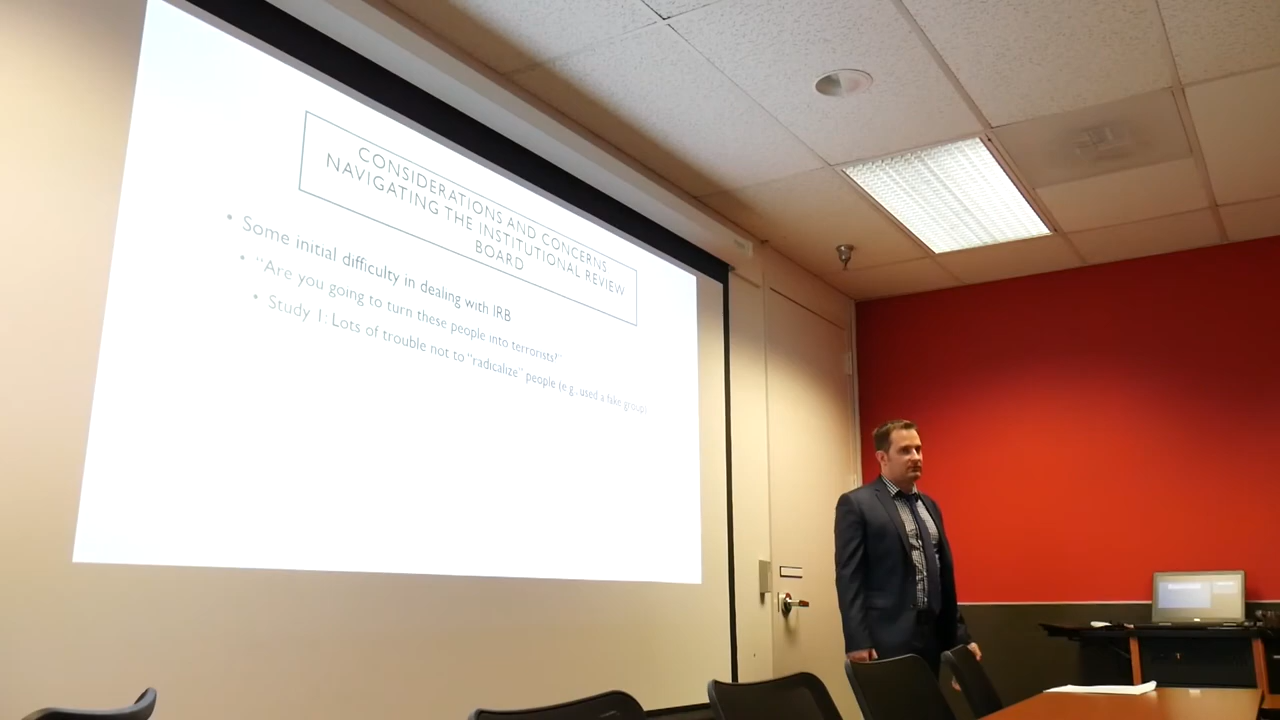 CONSIDERATIONS AND CONCERNS
NAVIGATING THE INSTITUTIONAL REVIEW
BOARD
• Some initial difficulty in dealing with IRB
• "Are you going to turn these people into terrorists?"
• Study 1: Lots of trouble not to "radicalize" people (e.g., used a fake group)